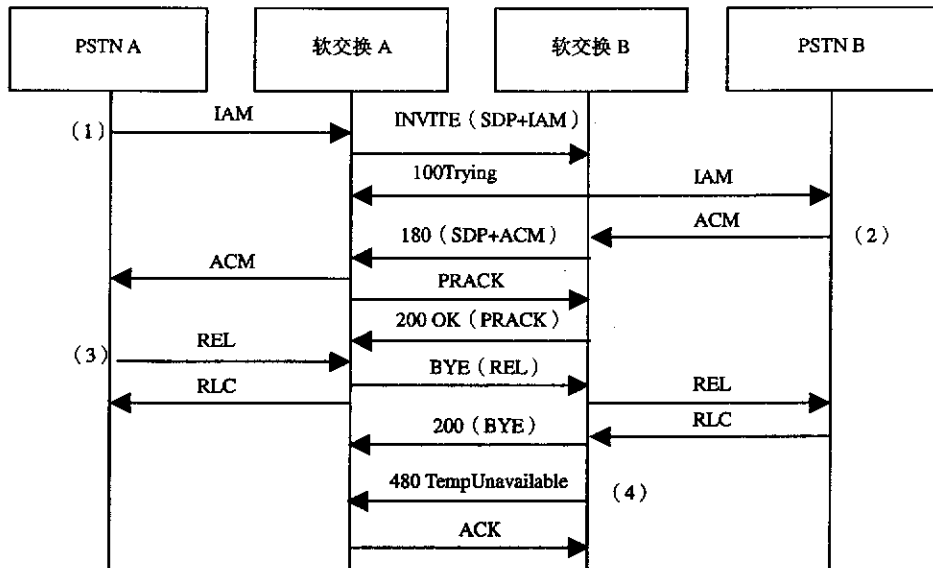 PSTN A
软交换 A
软交换 B
PSTN B
(1)
IAM
INVITE（SDP+IAM）
100Trying
IAM
ACM
(2)
180（SDP+ACM）
ACM
PRACK
200 OK（PRACK）
(3)
REL
BYE（REL）
RLC
REL
RLC
200（BYE）
480 TempUnavailable
(4)
ACK